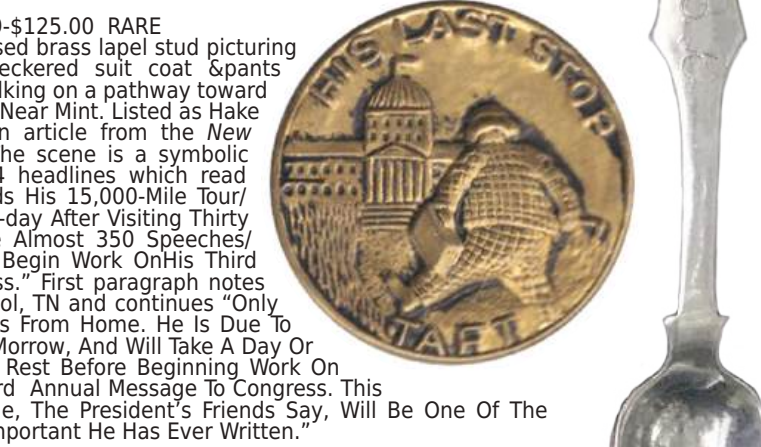 -$125.00 RARE
sed brass lapel stud picturing
eckered suit coat &pants
lking on a pathway toward
Near Mint. Listed as Hake
n article from the New
he scene is a symbolic
4 headlines which read
ds His 15,000-Mile Tour/
-day After Visiting Thirty
e Almost 350 Speeches/
Begin Work OnHis Third
ss.” First paragraph notes
ol, TN and continues “Only
s From Home. He Is Due To
Morrow, And Will Take A Day Or
Rest Before Beginning Work On
rd Annual Message To Congress. This
e, The President’s Friends Say, Will Be One Of The
mportant He Has Ever Written.”
HIS LAST STOP
TAFT